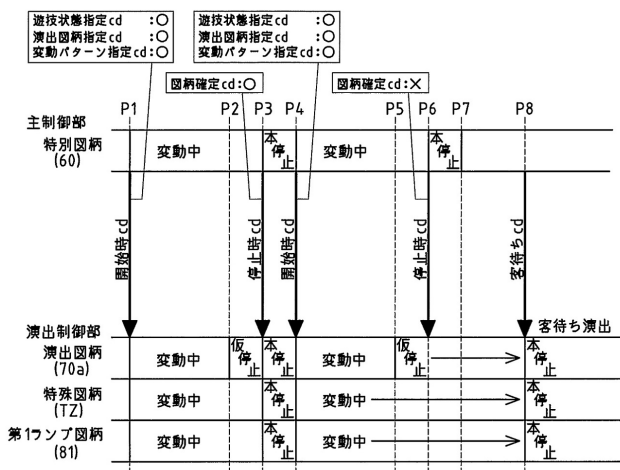 遊技状態指定cd :○
演出図柄指定cd :○
変動パターン指定cd:○
遊技状態指定cd :○
演出図柄指定cd :○
変動パターン指定cd:○
図柄確定cd:○
図柄確定cd:×
P1 P2 P3 P4 P5 P6 P7 P8
主制御部
特別図柄
(60)
変動中
本停止
変動中
本停止
開始時cd
停止時cd
開始時cd
停止時cd
客待ちcd
演出制御部
客待ち演出
演出図柄
(70a)
変動中
仮停止
本停止
変動中
仮停止
本停止
特殊図柄
(TZ)
変動中
本停止
変動中
本停止
第1ランプ図柄
(81)
変動中
本停止
変動中
本停止